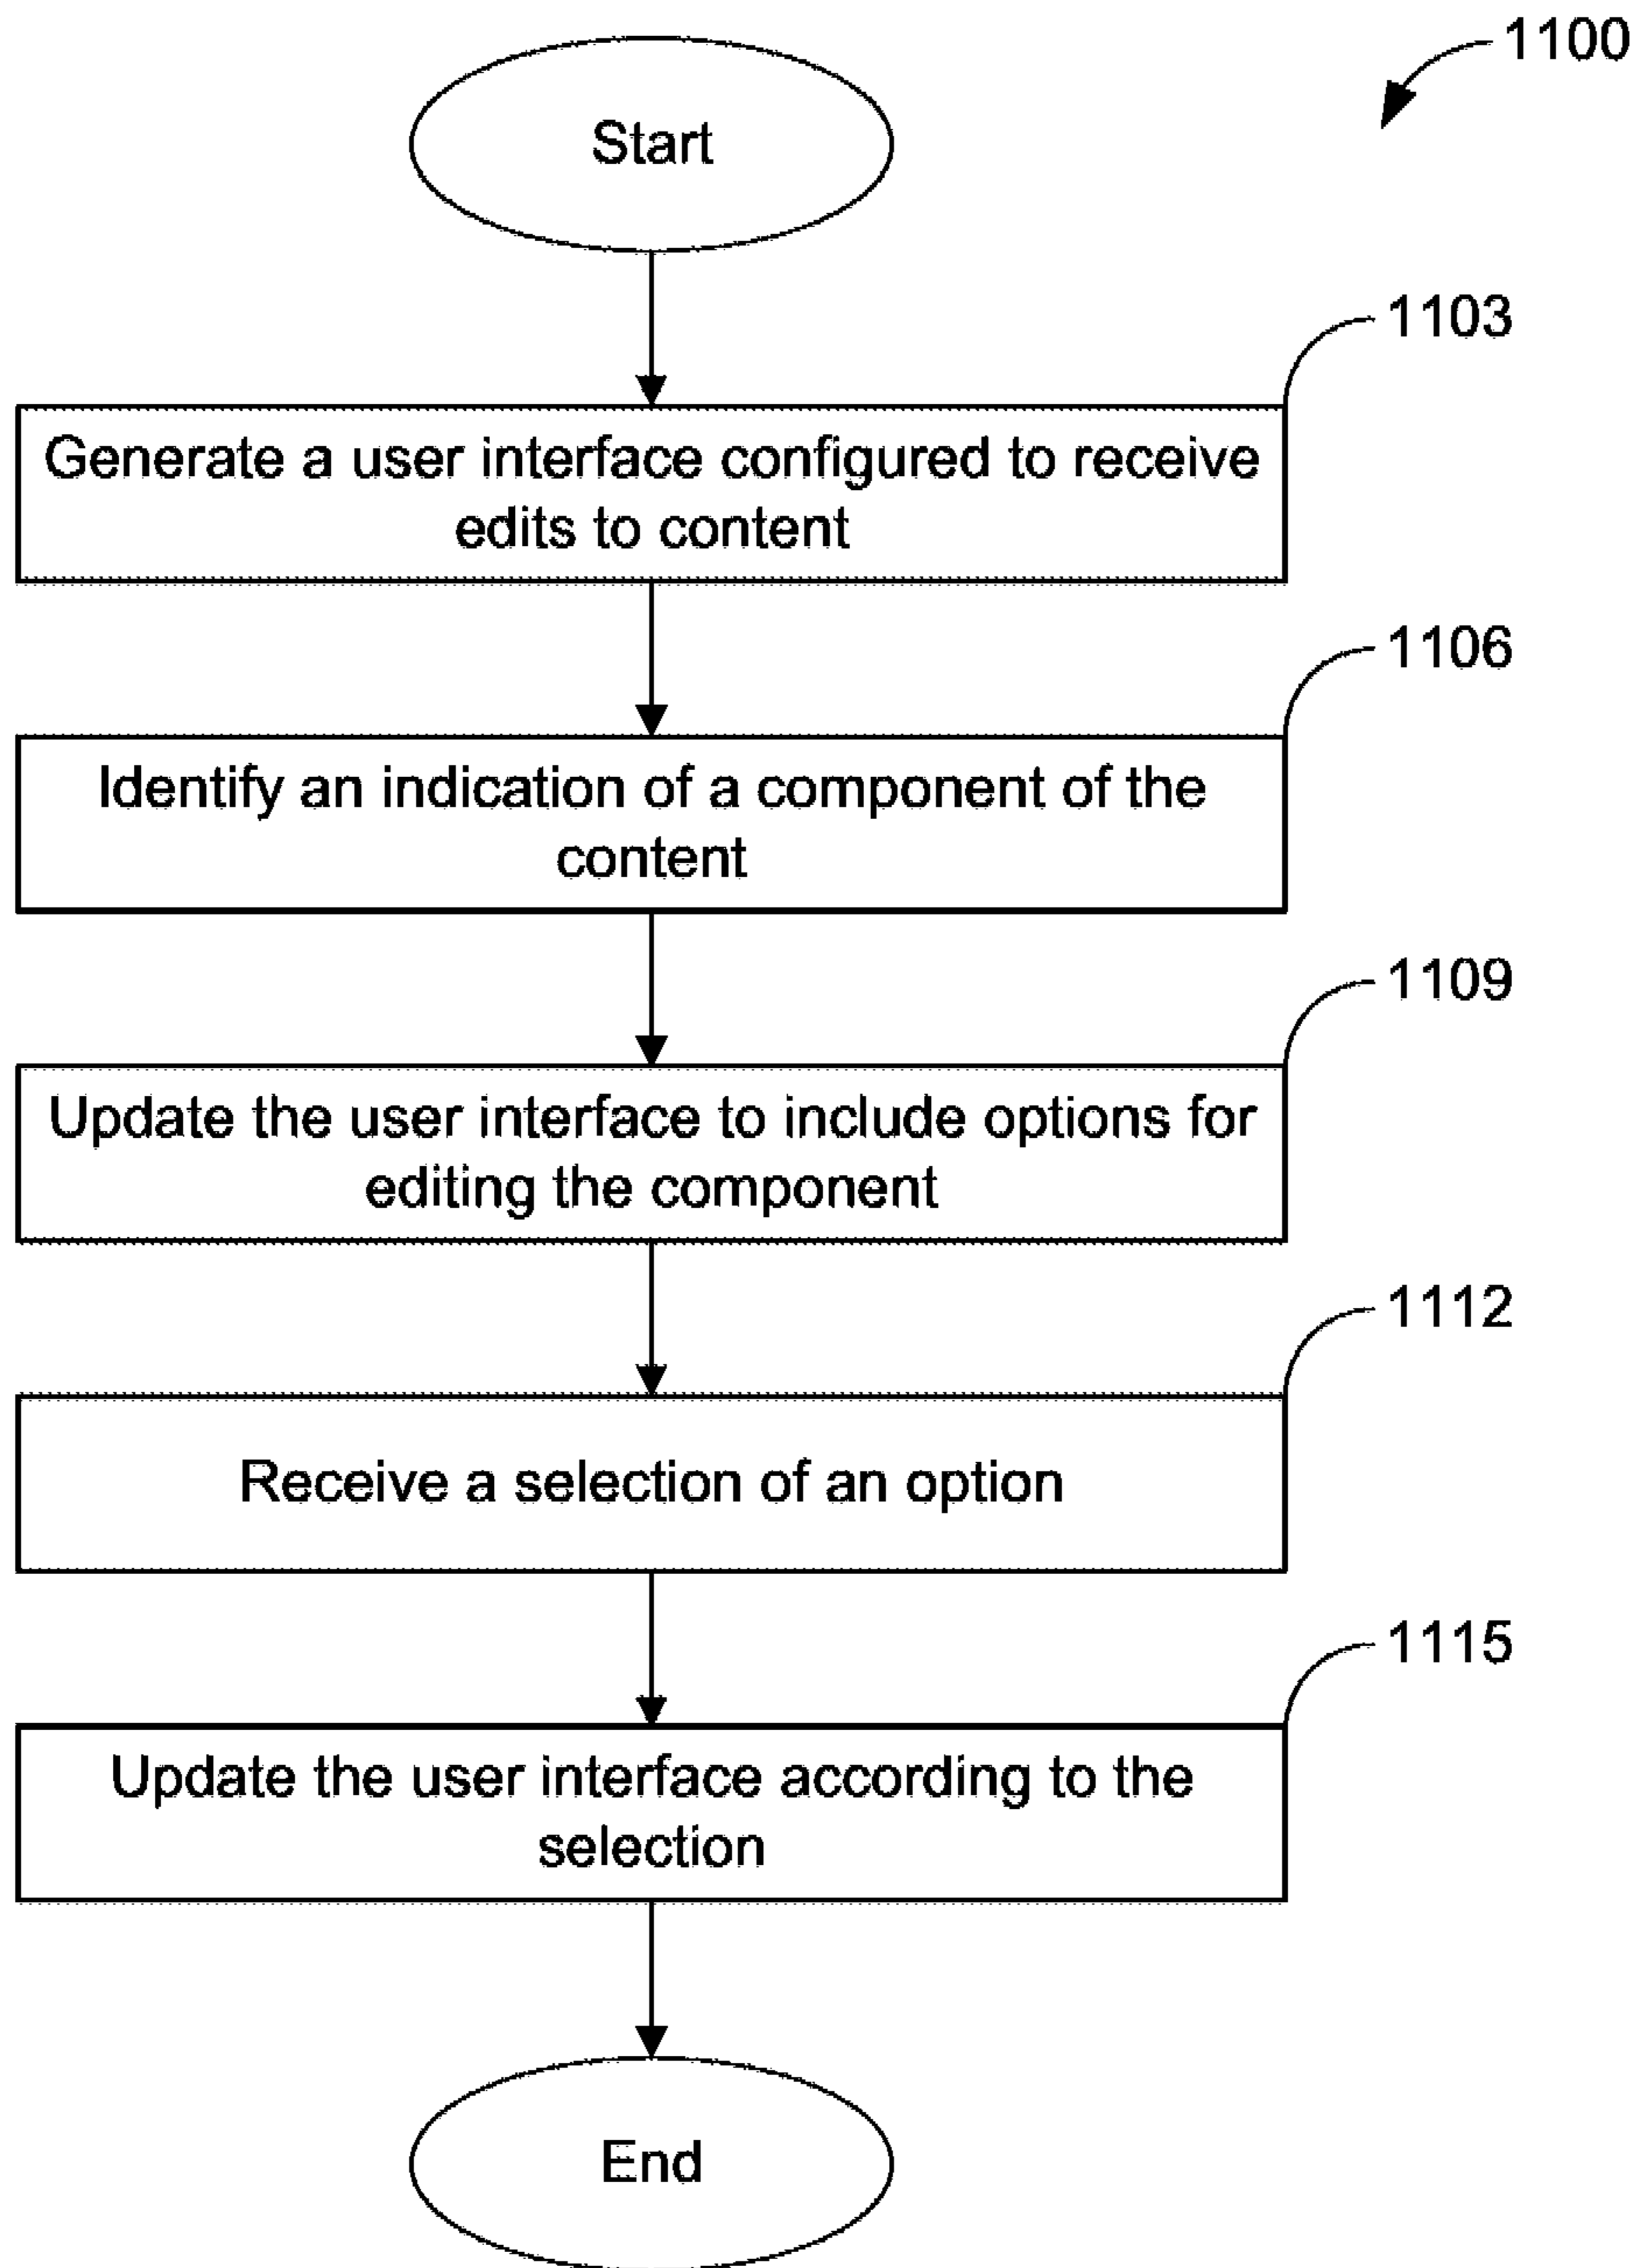 1100
Start
1103
Generate a user interface configured to receive
edits to content
1106
Identify an indication of a component of the
content
1109
Update the user interface to include options for
editing the component
1112
Receive a selection of an option
1115
Update the user interface according to the
selection
End